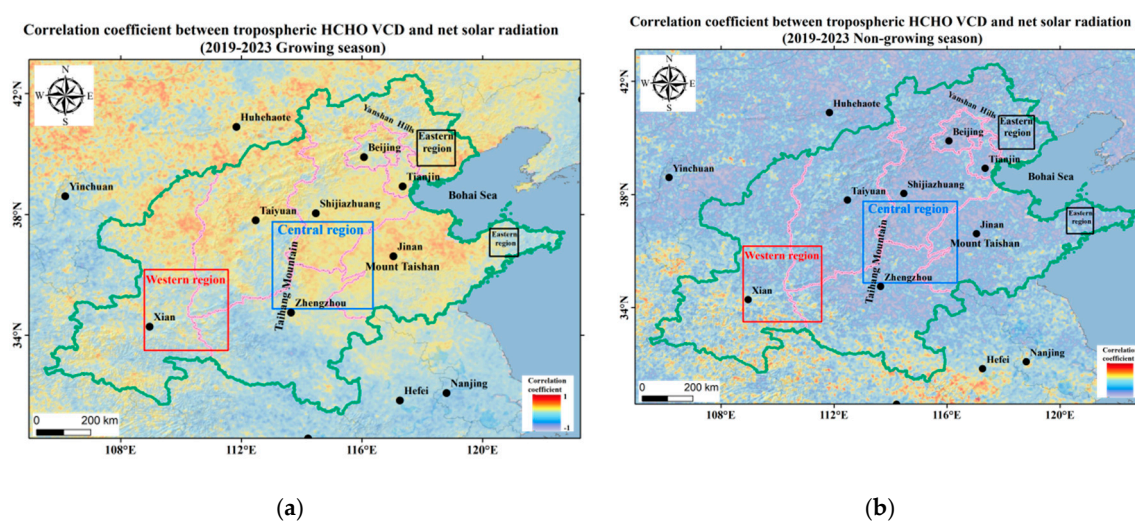 Correlation coefficient between tropospheric HCHO VCD and net solar radiation
(2019-2023 Growing season)
N
W E
S
42°N
38°N
34°N
Huhehaote
Yanshan Hills
Eastern
region
Beijing
Tianjin
Yinchuan
Bohai Sea
Taiyuan
Shijiazhuang
Central region
Eastern
region
Jinan
Mount Taishan
Taihang Mountain
Western region
Xian
Zhengzhou
Hefei
Nanjing
Correlation
coefficient
1
-1
0 200 km
108°E 112°E 116°E 120°E
(a)
Correlation coefficient between tropospheric HCHO VCD and net solar radiation
(2019-2023 Non-growing season)
N
W E
S
42°N
38°N
34°N
Huhehaote
Yanshan Hills
Eastern
region
Beijing
Tianjin
Yinchuan
Bohai Sea
Taiyuan
Shijiazhuang
Central region
Eastern
region
Jinan
Mount Taishan
Taihang Mountain
Western region
Xian
Zhengzhou
Hefei
Nanjing
Correlation
coefficient
0 200 km
108°E 112°E 116°E 120°E
(b)